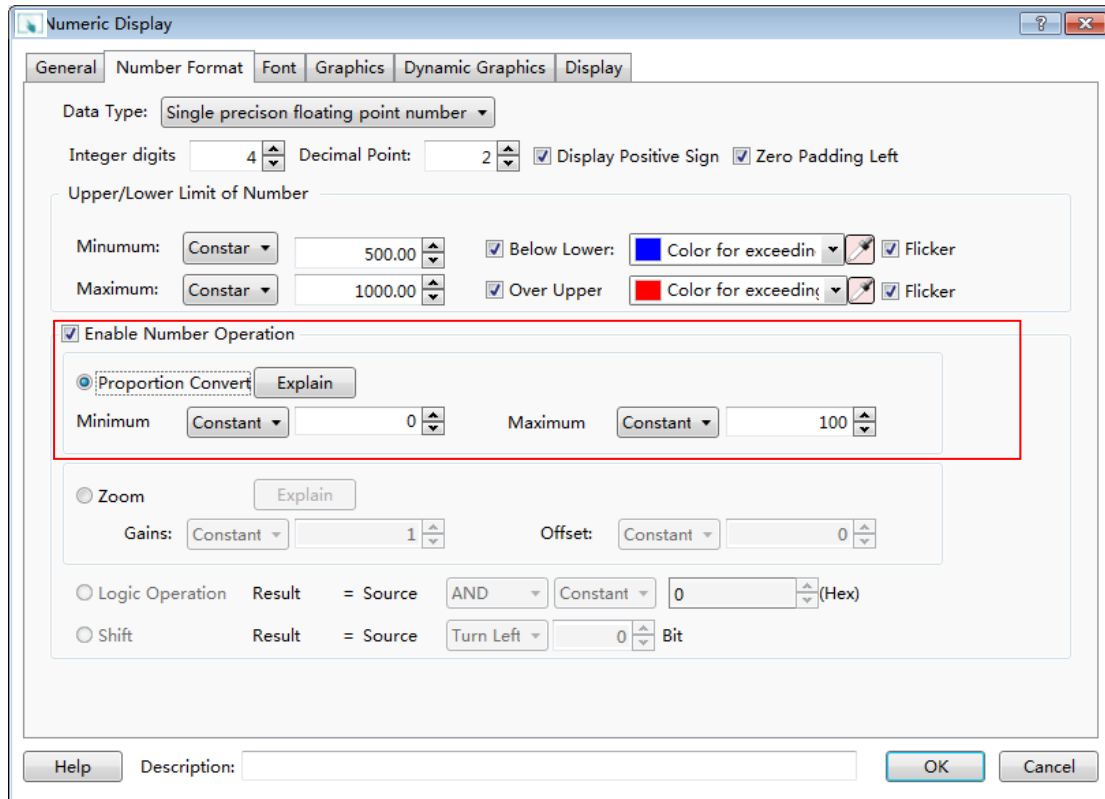 Numeric Display
General Number Format Font Graphics Dynamic Graphics Display
Data Type: Single precison floating point number
Integer digits 4 Decimal Point: 2 Display Positive Sign Zero Padding Left
Upper/Lower Limit of Number
Minumum: Constar 500.00 Below Lower: Color for exceedin Flicker
Maximum: Constar 1000.00 Over Upper Color for exceeding Flicker
Enable Number Operation
Proportion Convert Explain
Minimum Constant 0 Maximum Constant 100
Zoom Explain
Gains: Constant 1 Offset: Constant 0
Logic Operation Result = Source AND Constant 0 (Hex)
Shift Result = Source Turn Left 0 Bit
Help Description: OK Cancel